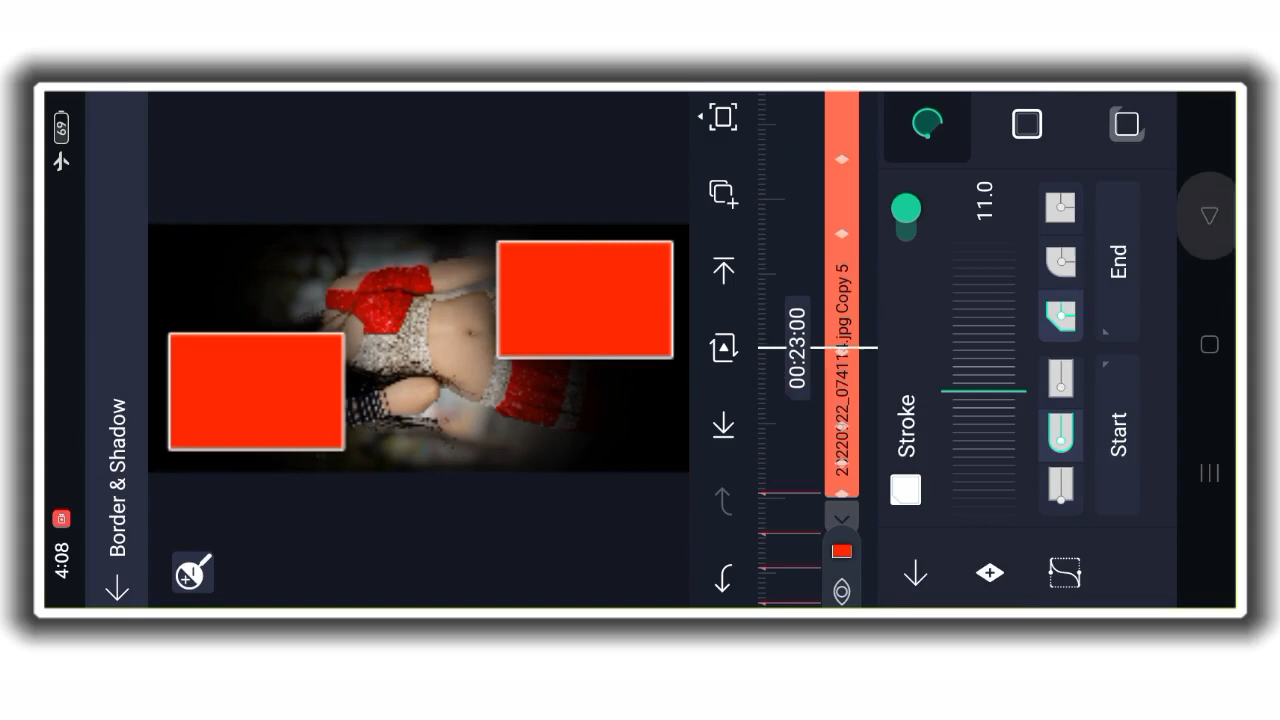 4:08
69
Border & Shadow
00:23:00
.jpg Copy 5
Stroke
11.0
Start
End